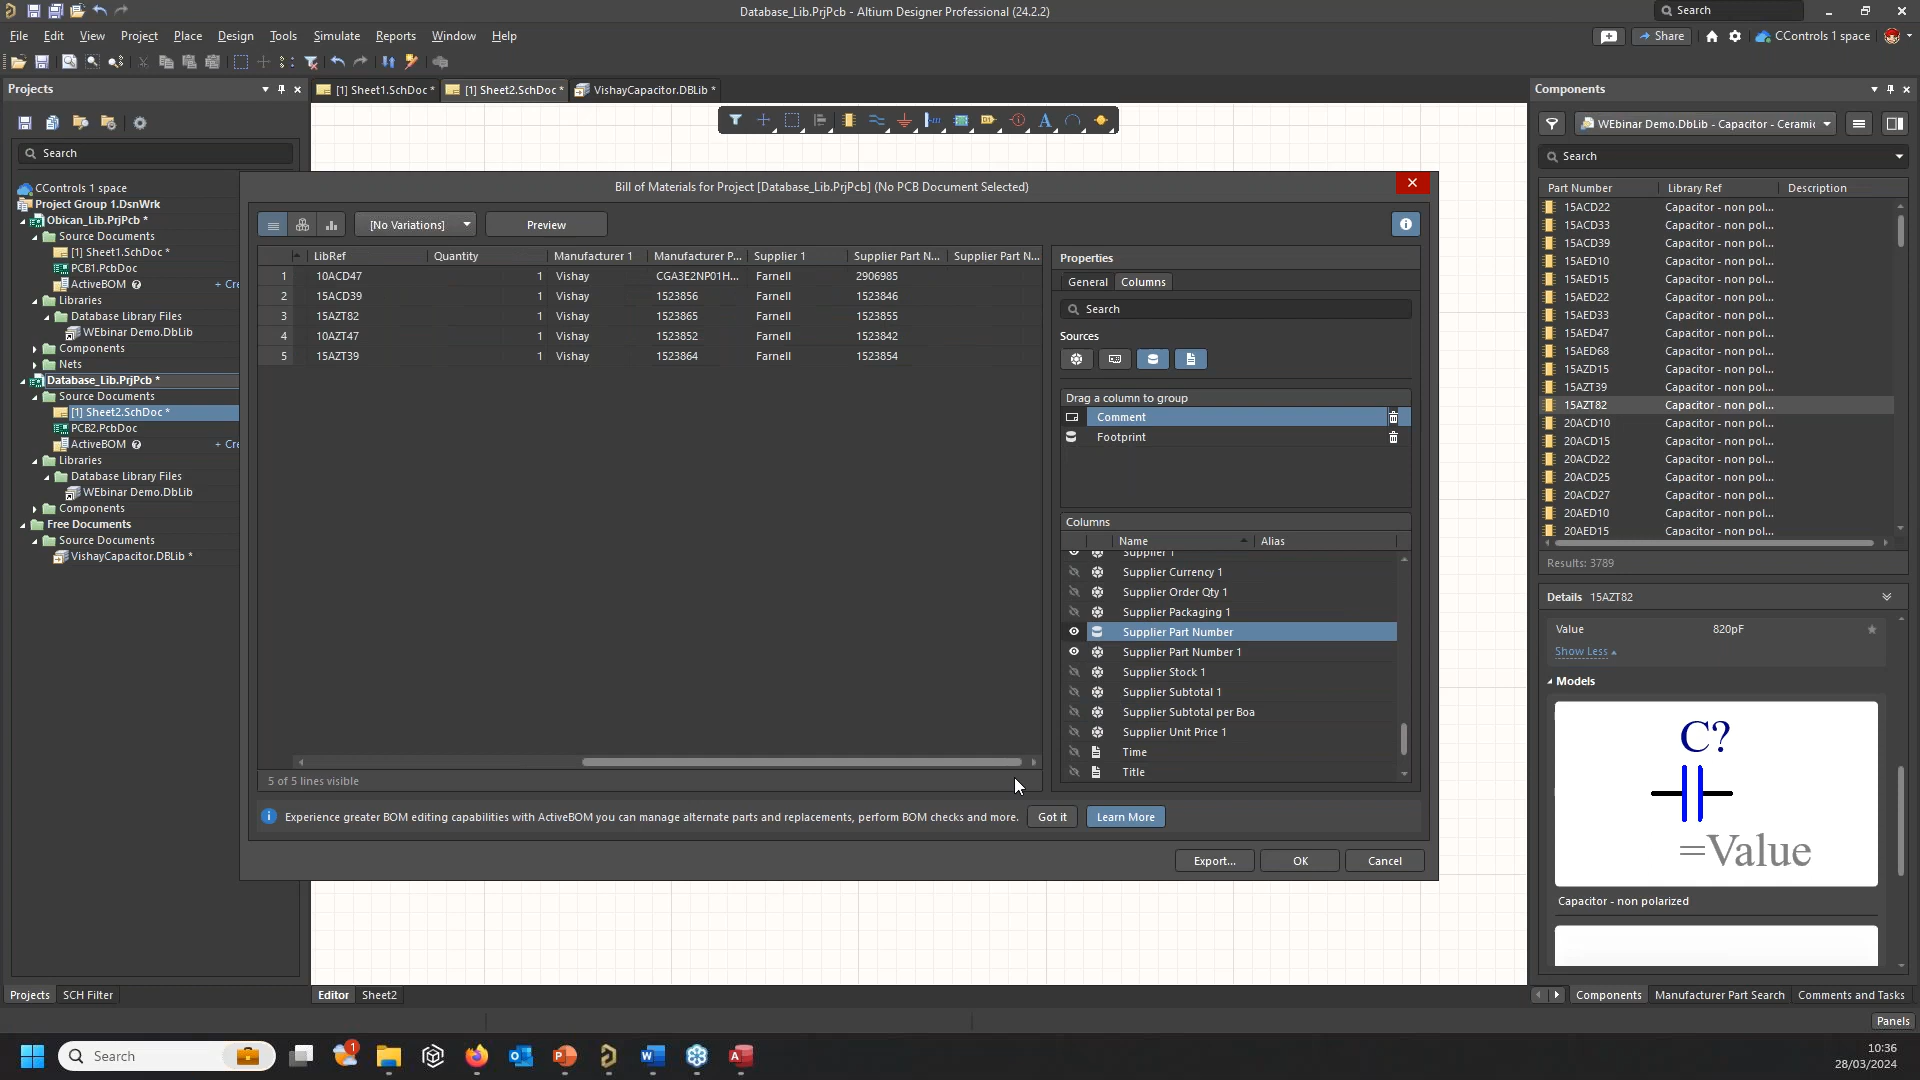 Database_Lib.PrjPcb - Altium Designer Professional (24.2.2)
Search
File Edit View Project Place Design Tools Simulate Reports Window Help
Share
CControls 1 space
Projects
[1] Sheet1.SchDoc *
[1] Sheet2.SchDoc *
VishayCapacitor.DBLib *
Components
WEbinar Demo.DbLib - Capacitor - Ceramic
Search
Search
CControls 1 space
Project Group 1.DsnWrk
Obican_Lib.PrjPcb *
Source Documents
[1] Sheet1.SchDoc *
PCB1.PcbDoc
ActiveBOM + Cre
Libraries
Database Library Files
WEbinar Demo.DbLib
Components
Nets
Database_Lib.PrjPcb *
Source Documents
[1] Sheet2.SchDoc *
PCB2.PcbDoc
ActiveBOM + Cre
Libraries
Database Library Files
WEbinar Demo.DbLib
Components
Free Documents
Source Documents
VishayCapacitor.DBLib *
Bill of Materials for Project [Database_Lib.PrjPcb] (No PCB Document Selected)
[No Variations]
Preview
LibRef Quantity Manufacturer 1 Manufacturer P... Supplier 1 Supplier Part N... Supplier Part N...
1 10ACD47 1 Vishay CGA3E2NP01H... Farnell 2906985
2 15ACD39 1 Vishay 1523856 Farnell 1523846
3 15AZT82 1 Vishay 1523865 Farnell 1523855
4 10AZT47 1 Vishay 1523852 Farnell 1523842
5 15AZT39 1 Vishay 1523864 Farnell 1523854
5 of 5 lines visible
Properties
General Columns
Search
Sources
Drag a column to group
Comment
Footprint
Columns
Name Alias
Supplier 1
Supplier Currency 1
Supplier Order Qty 1
Supplier Packaging 1
Supplier Part Number
Supplier Part Number 1
Supplier Stock 1
Supplier Subtotal 1
Supplier Subtotal per Boa
Supplier Unit Price 1
Time
Title
Experience greater BOM editing capabilities with ActiveBOM you can manage alternate parts and replacements, perform BOM checks and more.
Got it
Learn More
Export...
OK
Cancel
Part Number Library Ref Description
15ACD22 Capacitor - non pol...
15ACD33 Capacitor - non pol...
15ACD39 Capacitor - non pol...
15AED10 Capacitor - non pol...
15AED15 Capacitor - non pol...
15AED22 Capacitor - non pol...
15AED33 Capacitor - non pol...
15AED47 Capacitor - non pol...
15AED68 Capacitor - non pol...
15AZD15 Capacitor - non pol...
15AZT39 Capacitor - non pol...
15AZT82 Capacitor - non pol...
20ACD10 Capacitor - non pol...
20ACD15 Capacitor - non pol...
20ACD22 Capacitor - non pol...
20ACD25 Capacitor - non pol...
20ACD27 Capacitor - non pol...
20AED10 Capacitor - non pol...
20AED15 Capacitor - non pol...
Results: 3789
Details 15AZT82
Value 820pF
Show Less
Models
C?
=Value
Capacitor - non polarized
Projects SCH Filter
Editor Sheet2
Components Manufacturer Part Search Comments and Tasks
Panels
Search
1
10:36
28/03/2024